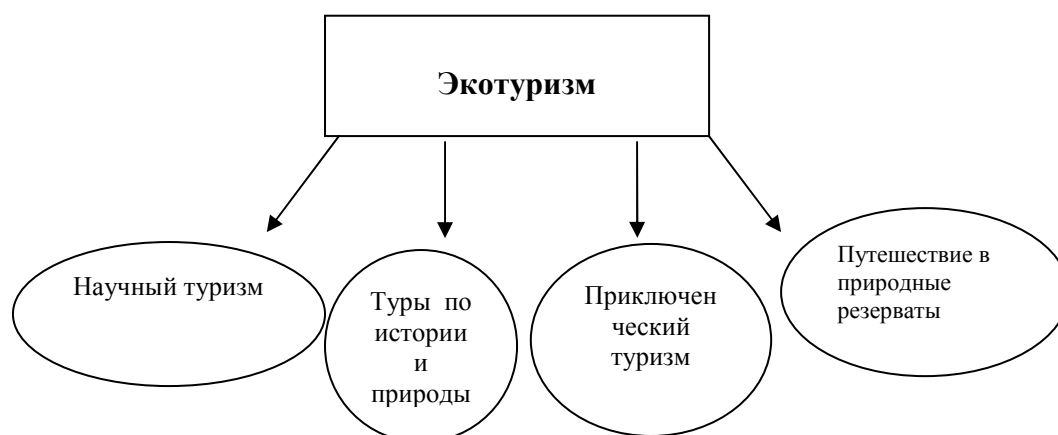 Экотуризм
Научный туризм
Туры по
истории
и
природы
Приключен
ческий
туризм
Путешествие в
природные
резерваты